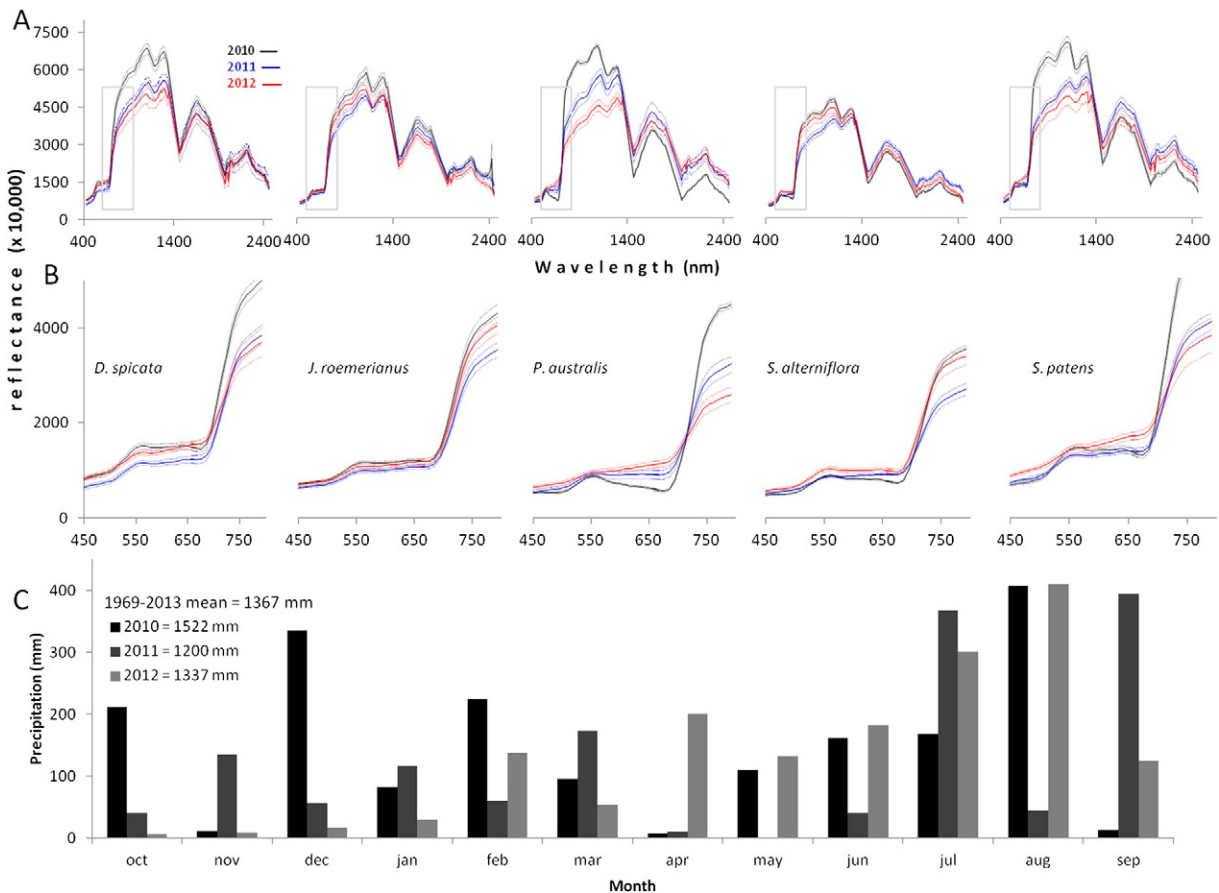 A
7500
6000
4500
3000
1500
0
2010
2011
2012
400 1400 2400
400 1400 2400
400 1400 2400
400 1400 2400
400 1400 2400
Wavelength (nm)
reflectance (x 10,000)
B
4000
2000
0
D. spicata
J. roemerianus
P. australis
S. alterniflora
S. patens
450 550 650 750
450 550 650 750
450 550 650 750
450 550 650 750
450 550 650 750
C
1969-2013 mean = 1367 mm
2010 = 1522 mm
2011 = 1200 mm
2012 = 1337 mm
Precipitation (mm)
400
300
200
100
0
oct nov dec jan feb mar apr may jun jul aug sep
Month